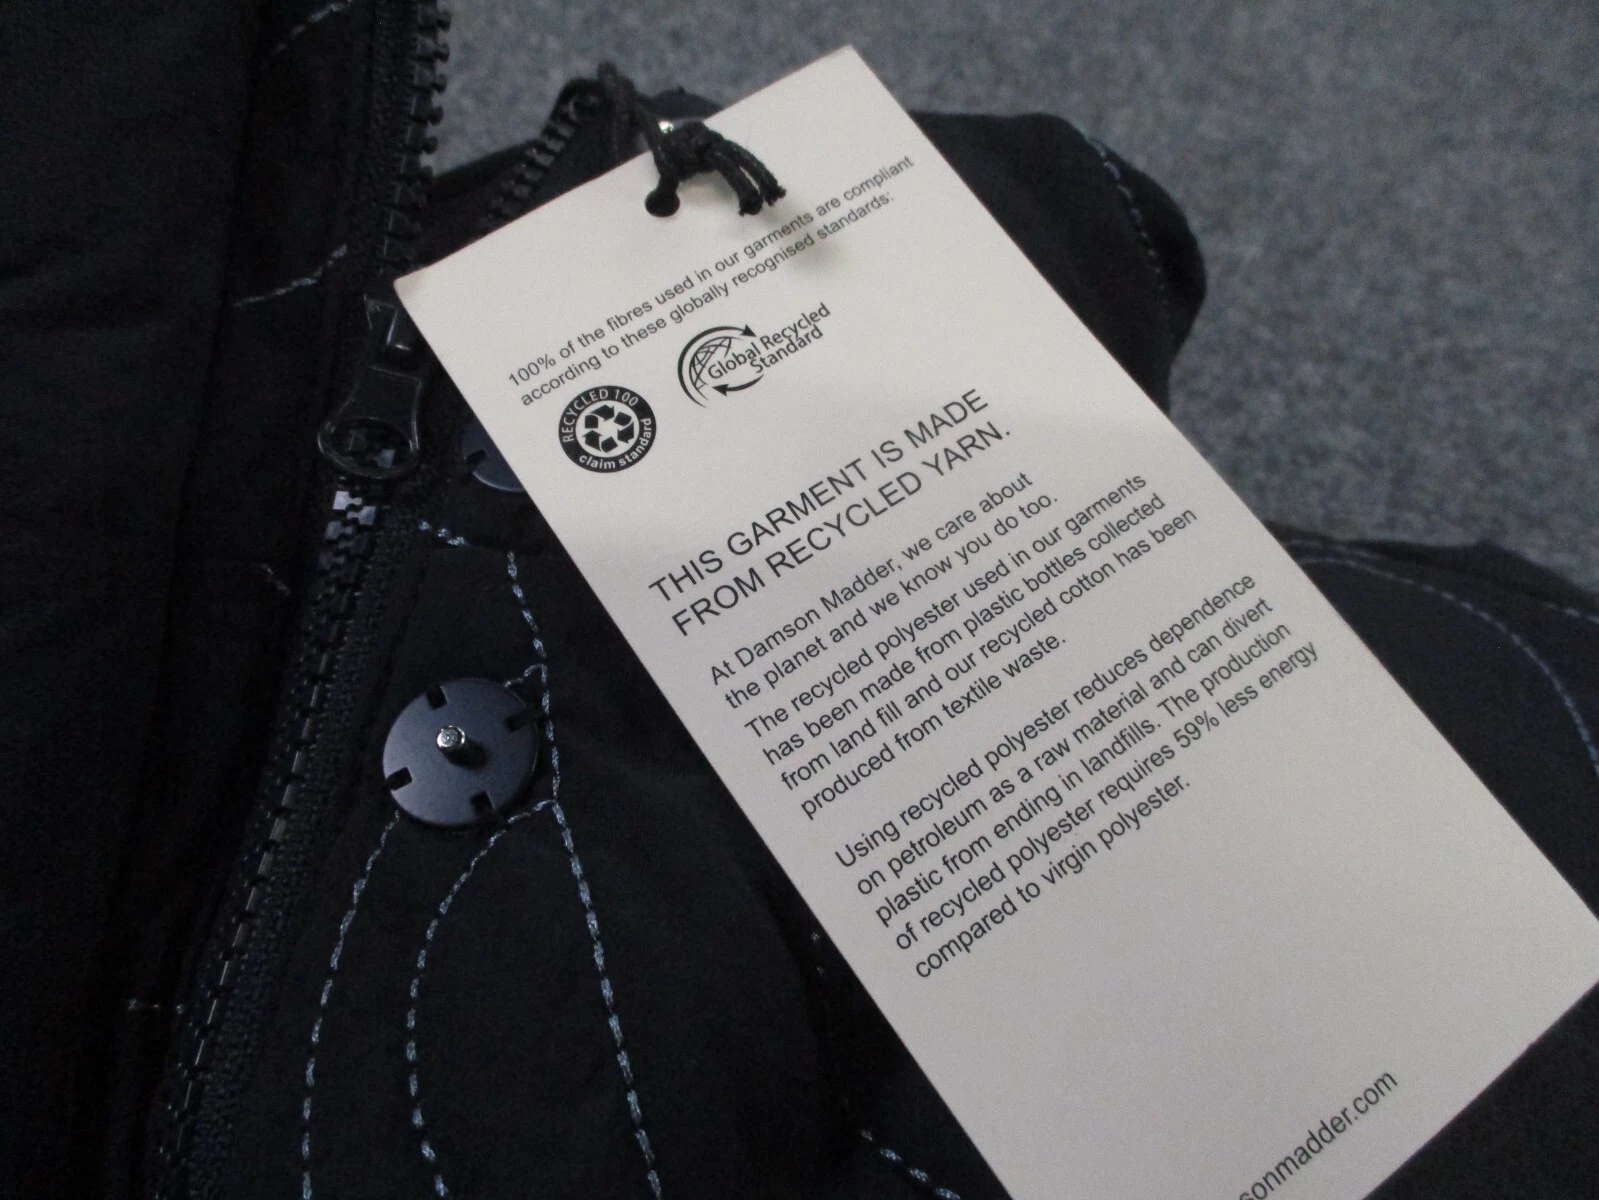 100% of the fibres used in our garments are compliant
according to these globally recognised standards:
RECYCLED 100
claim standard
Global Recycled
Standard
THIS GARMENT IS MADE
FROM RECYCLED YARN.
At Damson Madder, we care about
the planet and we know you do too.
The recycled polyester used in our garments
has been made from plastic bottles collected
from land fill and our recycled cotton has been
produced from textile waste.
Using recycled polyester reduces dependence
on petroleum as a raw material and can divert
plastic from ending in landfills. The production
of recycled polyester requires 59% less energy
compared to virgin polyester.
sonmadder.com